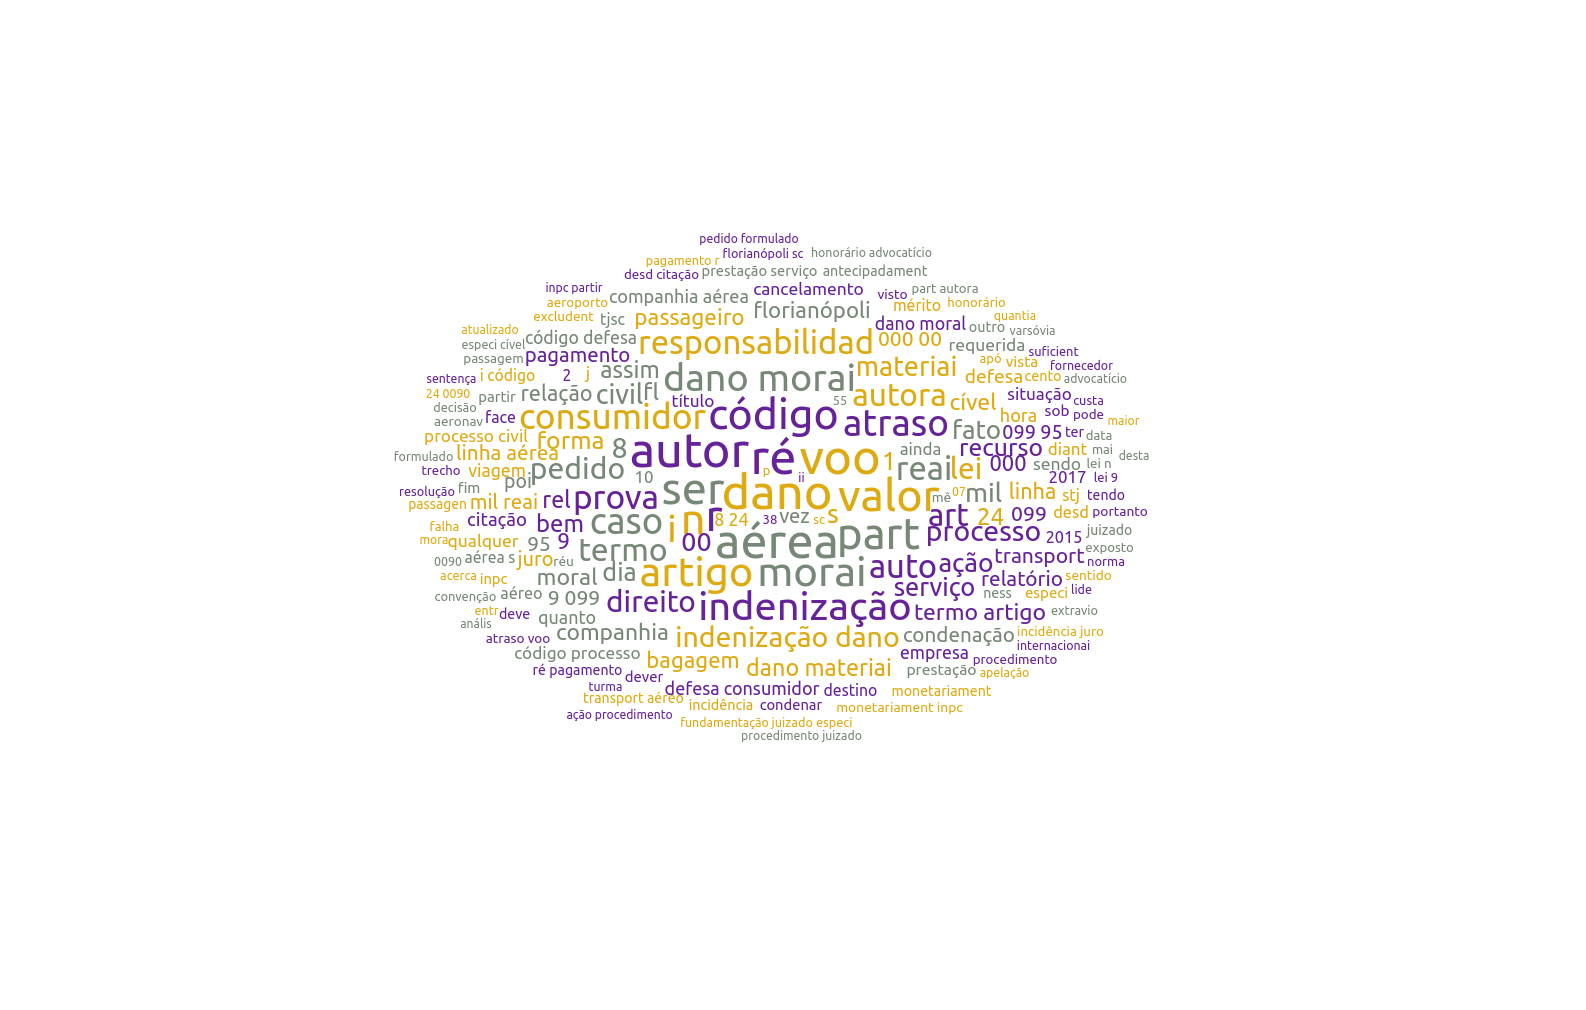 pedido formulado
florianópoli sc honorário advocatício
pagamento r
desd citação prestação serviço antecipadament
inpc partir cancelamento visto part autora
aeroporto companhia aérea mérito honorário
excludent tjsc passageiro florianópoli dano moral outro quantia
atualizado código defesa responsabilidad 000 00 requerida varsóvia
especi cível
passagem pagamento assim materiai apó vista suficient
sentença i código 2 j dano morai defesa cento fornecedor advocatício
24 0090 partir relação civil fl título 55 autora cível situação custa
decisão aeronav face consumidor código atraso hora sob pode maior
processo civil forma fato 099 95 ter data
formulado linha aérea 8 autor ré voo 1 ainda recurso diant mai desta
trecho viagem pedido 10 p ii reai lei 000 sendo lei n
resolução fim poi ser dano valor mê 07 mil linha 2017 lei 9
passagen mil reai rel prova stj tendo
citação bem caso i n r 8 24 38 vez sc s art 24 099 desd portanto
falha
mora qualquer 95 9 termo 00 aérea part processo 2015 juizado
0090 aérea s juro réu ação transport exposto norma
acerca inpc moral dia artigo morai auto relatório sentido
convenção aéreo 9 099 direito indenização serviço ness especi lide
entr deve quanto termo artigo extravio
anális
atraso voo companhia indenização dano condenação incidência juro
código processo bagagem dano materiai empresa procedimento internacionai
ré pagamento dever prestação apelação
turma defesa consumidor destino monetariament
transport aéreo incidência condenar monetariament inpc
ação procedimento fundamentação juizado especi
procedimento juizado